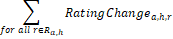 ∑ RatingChange_{a,h,r}
for all r∈R_{a,h}